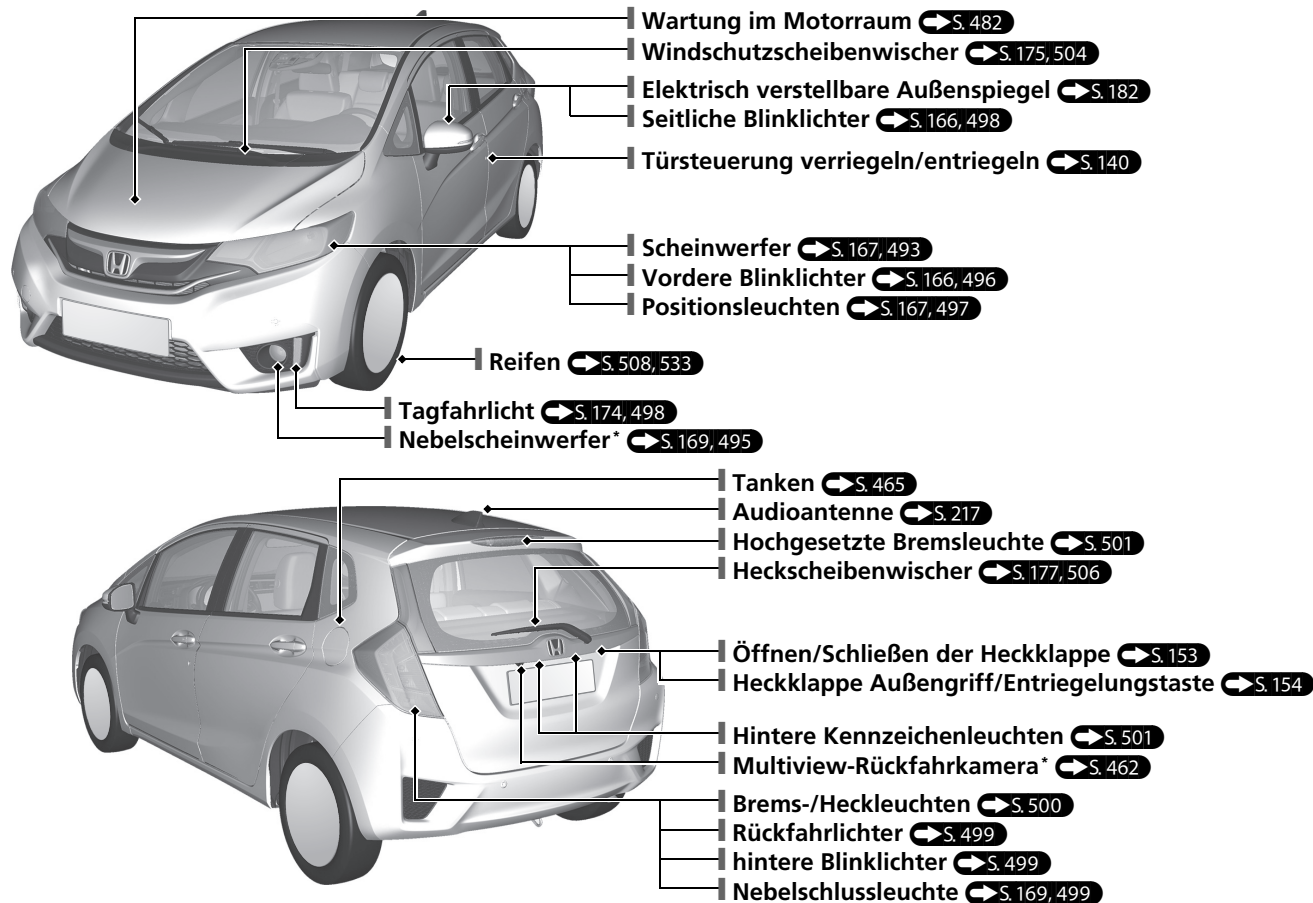 Wartung im Motorraum S. 482
Windschutzscheibenwischer S. 175, 504
Elektrisch verstellbare Außenspiegel S. 182
Seitliche Blinklichter S. 166, 498
Türsteuerung verriegeln/entriegeln S. 140
Scheinwerfer S. 167, 493
Vordere Blinklichter S. 166, 496
Positionsleuchten S. 167, 497
Reifen S. 508, 533
Tagfahrlicht S. 174, 498
Nebelscheinwerfer* S. 169, 495
Tanken S. 465
Audioantenne S. 217
Hochgesetzte Bremsleuchte S. 501
Heckscheibenwischer S. 177, 506
Öffnen/Schließen der Heckklappe S. 153
Heckklappe Außengriff/Entriegelungstaste S. 154
Hintere Kennzeichenleuchten S. 501
Multiview-Rückfahrkamera* S. 462
Brems-/Heckleuchten S. 500
Rückfahrlichter S. 499
hintere Blinklichter S. 499
Nebelschlussleuchte S. 169, 499